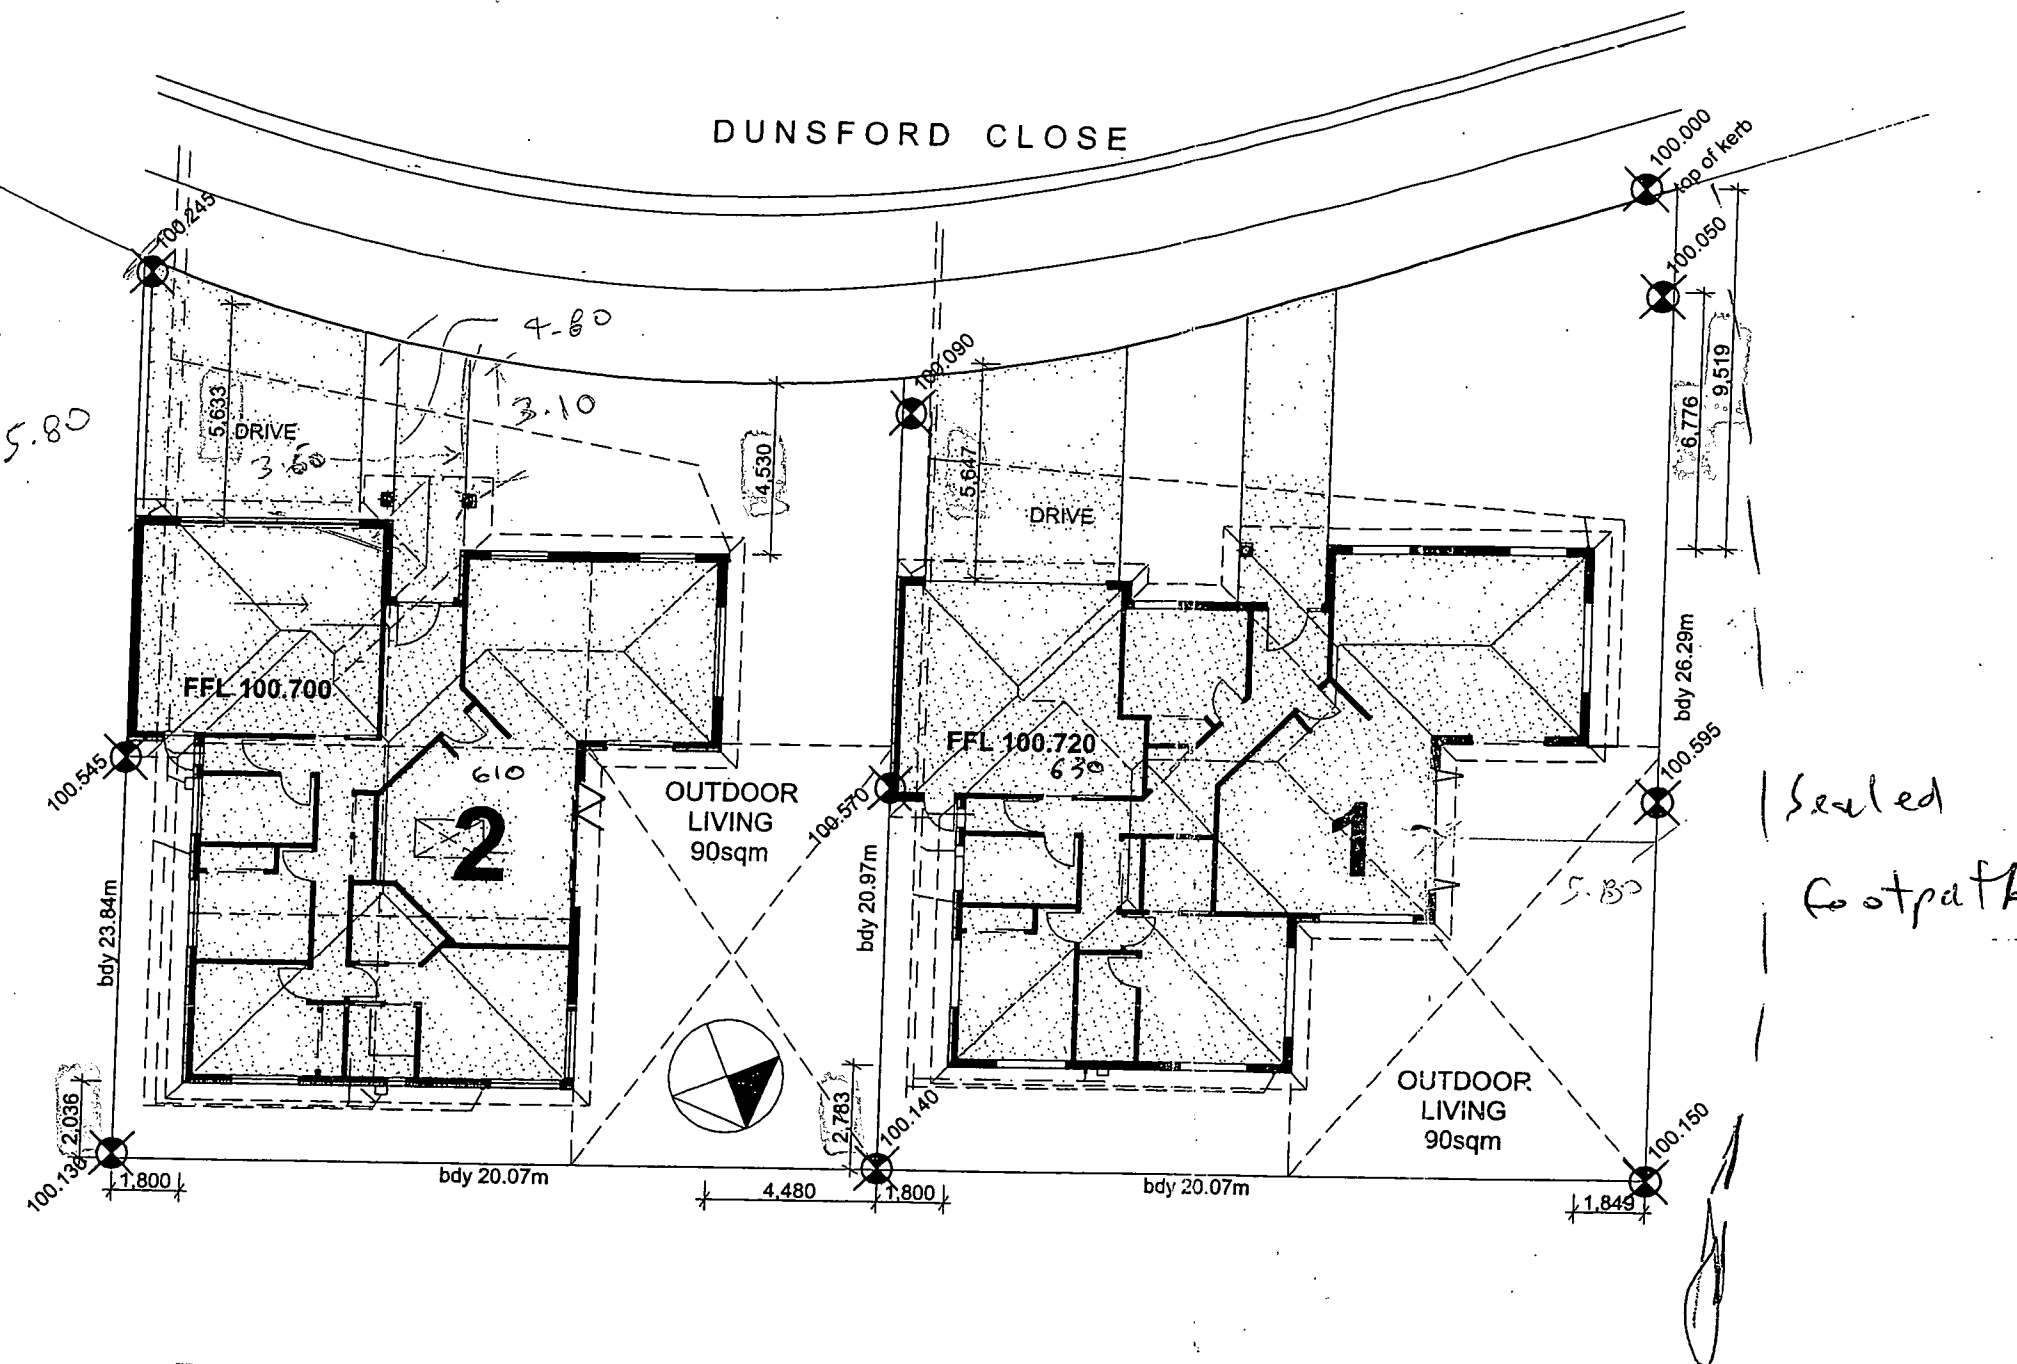 DUNSFORD CLOSE
100.000
top of kerb
100.050
100.245
4.60
100.090
9,519
6,776
5.80
5,633
DRIVE
3.10
3.60
4,530
5,647
DRIVE
bdy 26.29m
FFL 100.700
FFL 100.720
610
630
100.545
100.570
100.595
OUTDOOR
LIVING
90sqm
2
1
Sealed
footpath
5.80
bdy 23.84m
bdy 20.97m
OUTDOOR
LIVING
90sqm
2,036
2,783
100.140
100.150
bdy 20.07m
bdy 20.07m
1,800
4,480
1,800
1,849